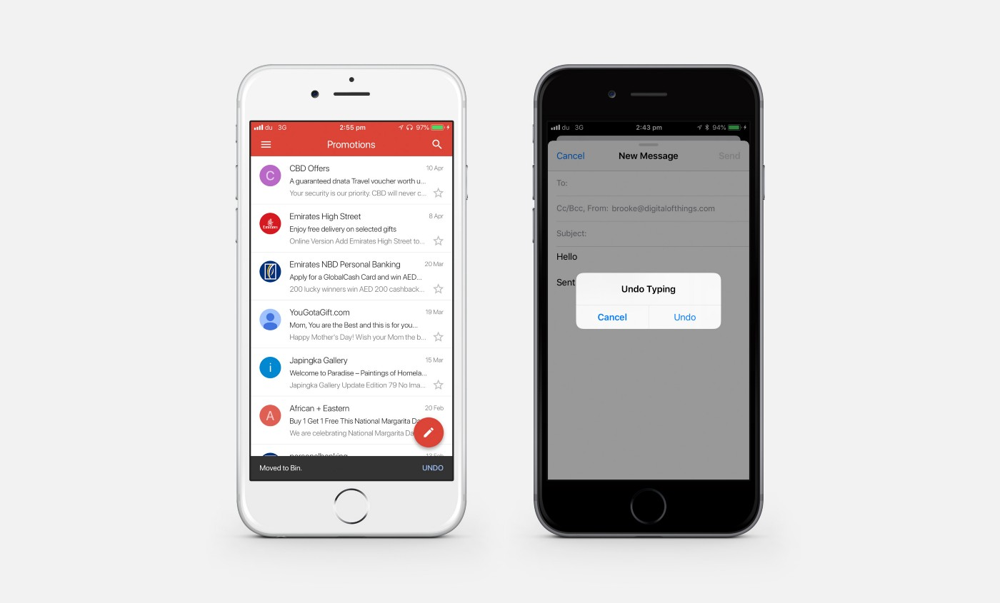 du 3G 2:55 pm 97%
Promotions
C
CBD Offers 10 Apr
A guaranteed dnata Travel voucher worth u...
Your security is our priority. CBD will never c...
Emirates
Emirates High Street 8 Apr
Enjoy free delivery on selected gifts
Online Version Add Emirates High Street to...
Emirates NBD Personal Banking 20 Mar
Apply for a GlobalCash Card and win AED...
200 lucky winners win AED 200 cashback...
YouGotaGift.com 19 Mar
Mom, You are the Best and this is for you...
Happy Mother's Day! Wish your Mom the b...
i
Japingka Gallery 15 Mar
Welcome to Paradise – Paintings of Homela...
Japingka Gallery Update Edition 79 No Ima...
A
African + Eastern 20 Feb
Buy 1 Get 1 Free This National Margarita Da
We are celebrating National Margarita Da
personalbanking 13 Feb
Moved to Bin. UNDO
du 3G 2:43 pm 94%
Cancel New Message Send
To:
Cc/Bcc, From: brooke@digitalofthings.com
Subject:
Hello
Sent
Undo Typing
Cancel Undo